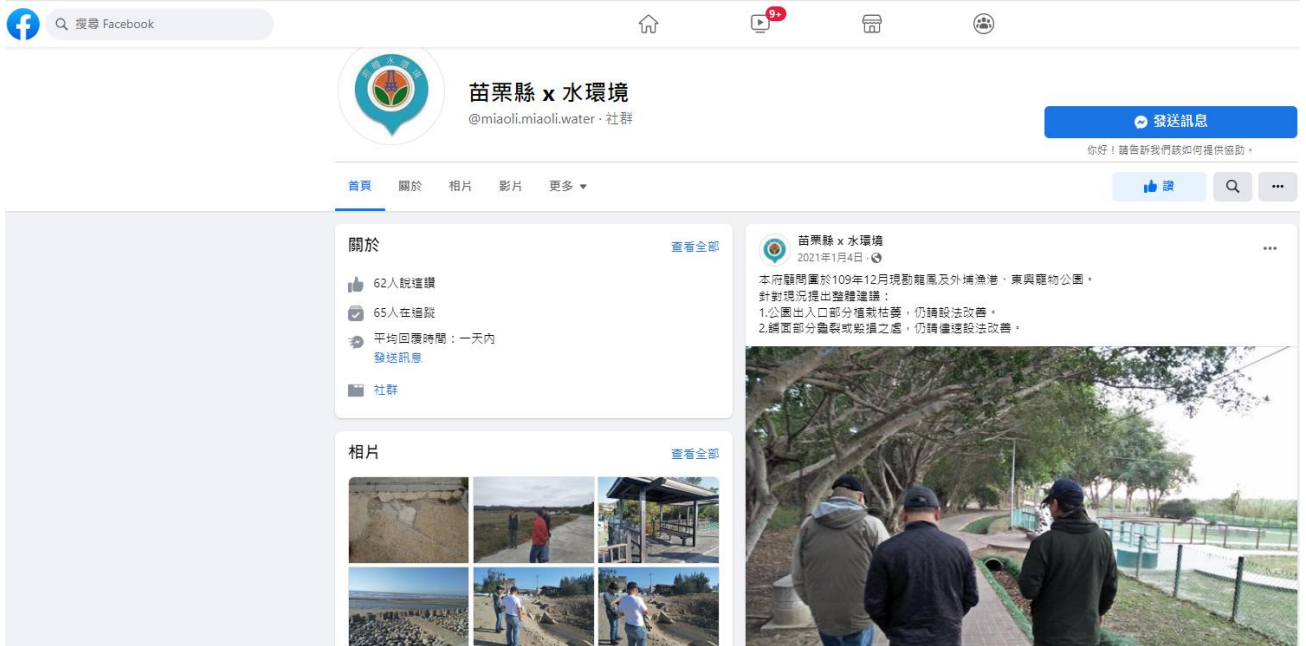 搜尋 Facebook
9+
苗栗縣 x 水環境
@miaoli.miaoli.water · 社群
發送訊息
你好！請告訴我們該如何提供協助。
首頁
關於
相片
影片
更多
讚
關於
查看全部
62人說這讚
65人在追蹤
平均回覆時間：一天內
發送訊息
社群
相片
查看全部
苗栗縣 x 水環境
2021年1月4日
本府顧問團於109年12月現勘龍鳳及外埔漁港、東興寵物公園。
針對現況提出整體建議：
1.公園出入口部分植栽枯萎，仍請設法改善。
2.鋪面部分龜裂或毀損之處，仍請儘速設法改善。